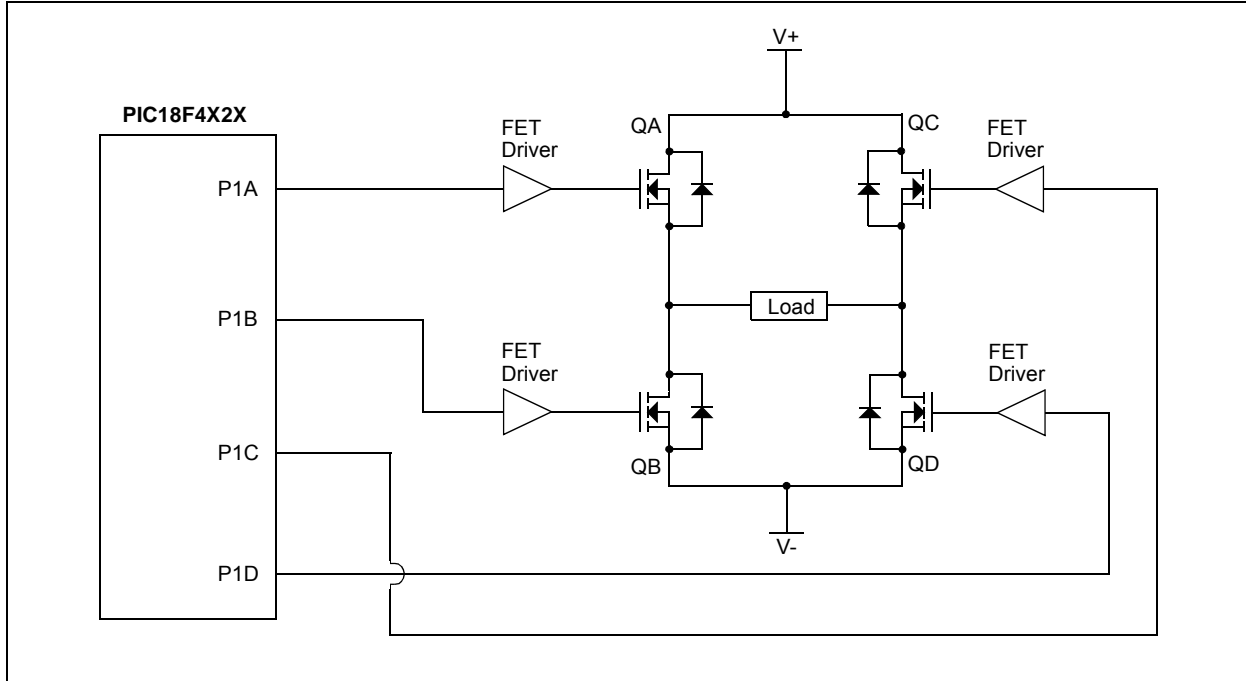 V+
PIC18F4X2X
FET
Driver
QA
QC
FET
Driver
P1A
Load
P1B
FET
Driver
FET
Driver
P1C
QB
QD
V-
P1D